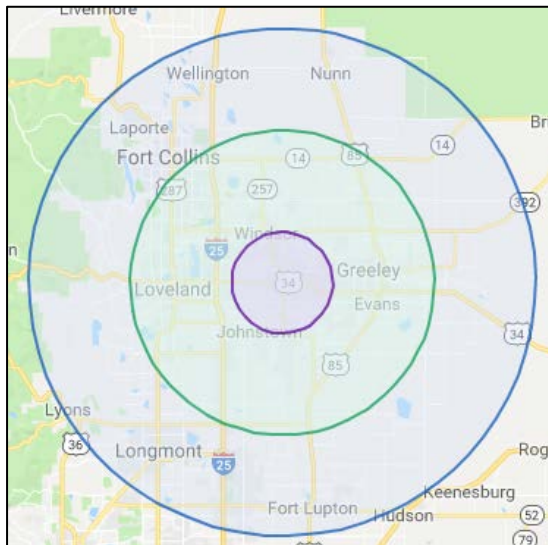 Livermore
Wellington
Nunn
Laporte
Br
14
Fort Collins
14
85
287
257
392
Windsor
25
Greeley
34
Loveland
Evans
Johnstown
34
85
Lyons
36
Longmont
25
Rog
Keenesburg
Fort Lupton
Hudson
52
79